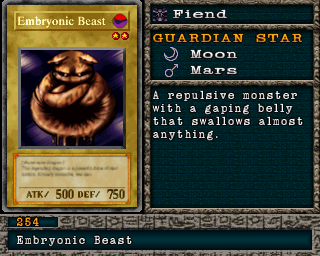 Embryonic Beast
ATK/ 500 DEF/ 750
Fiend
GUARDIAN STAR
Moon
Mars
A repulsive monster
with a gaping belly
that swallows almost
anything.
254
Embryonic Beast